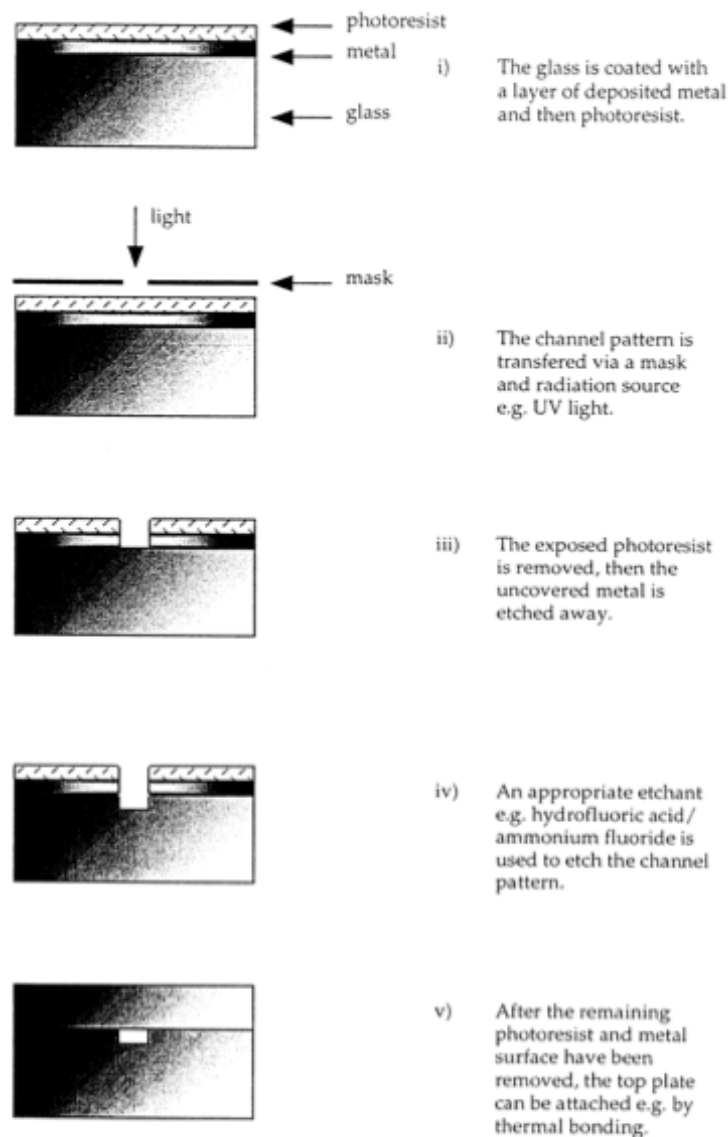 photoresist
metal
glass
i) The glass is coated with
a layer of deposited metal
and then photoresist.
light
mask
ii) The channel pattern is
transfered via a mask
and radiation source
e.g. UV light.
iii) The exposed photoresist
is removed, then the
uncovered metal is
etched away.
iv) An appropriate etchant
e.g. hydrofluoric acid/
ammonium fluoride is
used to etch the channel
pattern.
v) After the remaining
photoresist and metal
surface have been
removed, the top plate
can be attached e.g. by
thermal bonding.